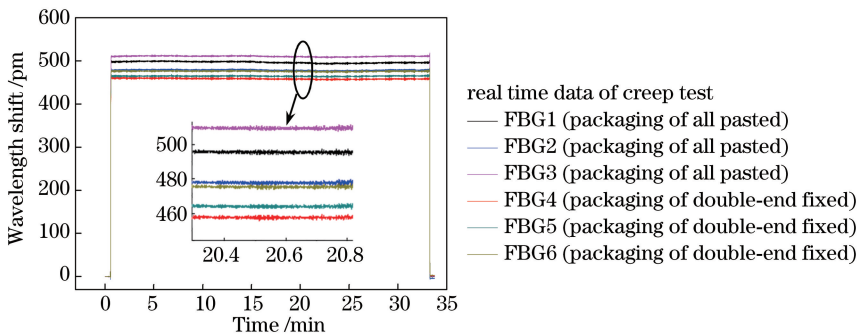 600
500
400
300
200
100
0
Wavelength shift /pm
500
480
460
20.4 20.6 20.8
0 5 10 15 20 25 30 35
Time /min
real time data of creep test
FBG1 (packaging of all pasted)
FBG2 (packaging of all pasted)
FBG3 (packaging of all pasted)
FBG4 (packaging of double-end fixed)
FBG5 (packaging of double-end fixed)
FBG6 (packaging of double-end fixed)